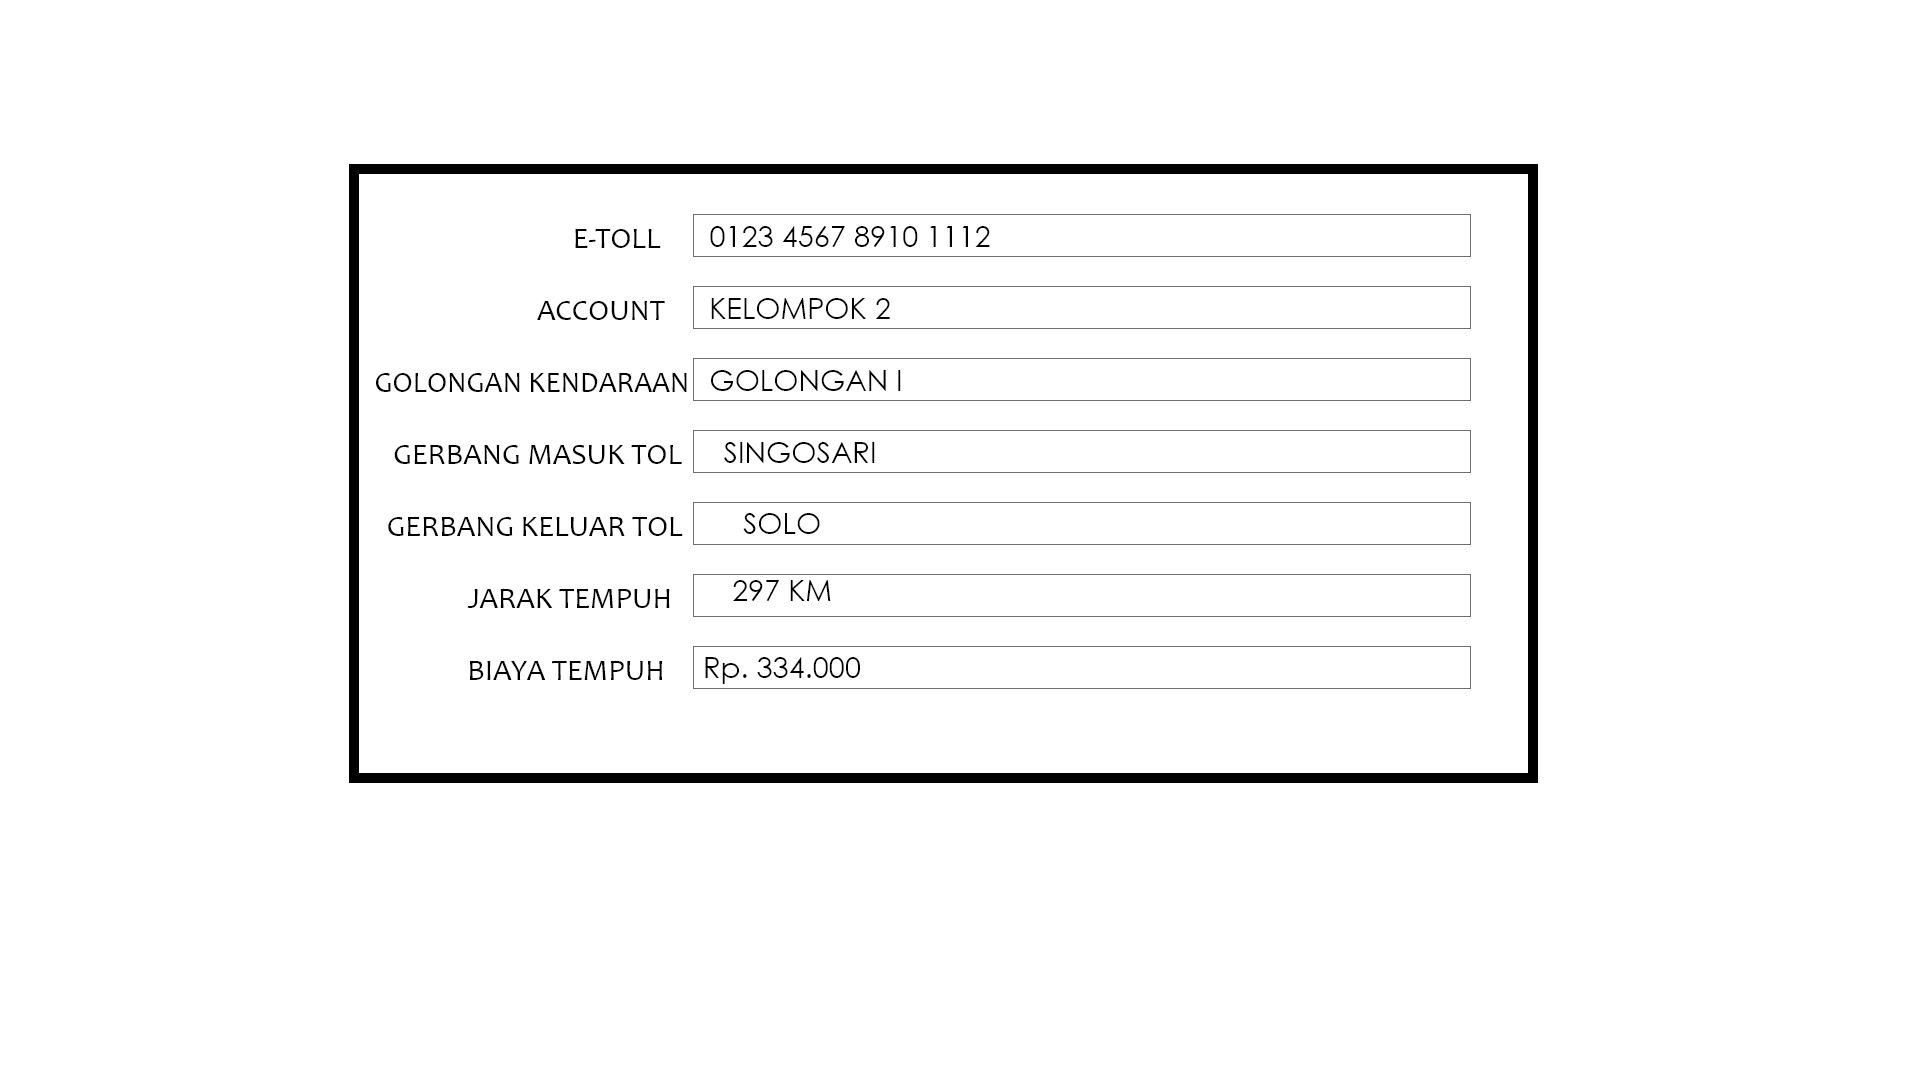 E-TOLL 0123 4567 8910 1112
ACCOUNT KELOMPOK 2
GOLONGAN KENDARAAN GOLONGAN I
GERBANG MASUK TOL SINGOSARI
GERBANG KELUAR TOL SOLO
JARAK TEMPUH 297 KM
BIAYA TEMPUH Rp. 334.000